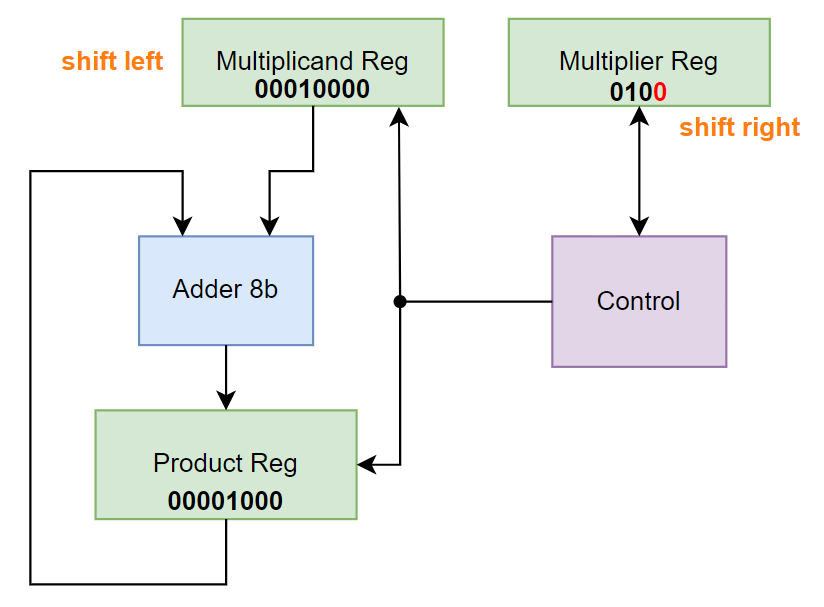 shift left
Multiplicand Reg
00010000
Multiplier Reg
0100
shift right
Adder 8b
Control
Product Reg
00001000